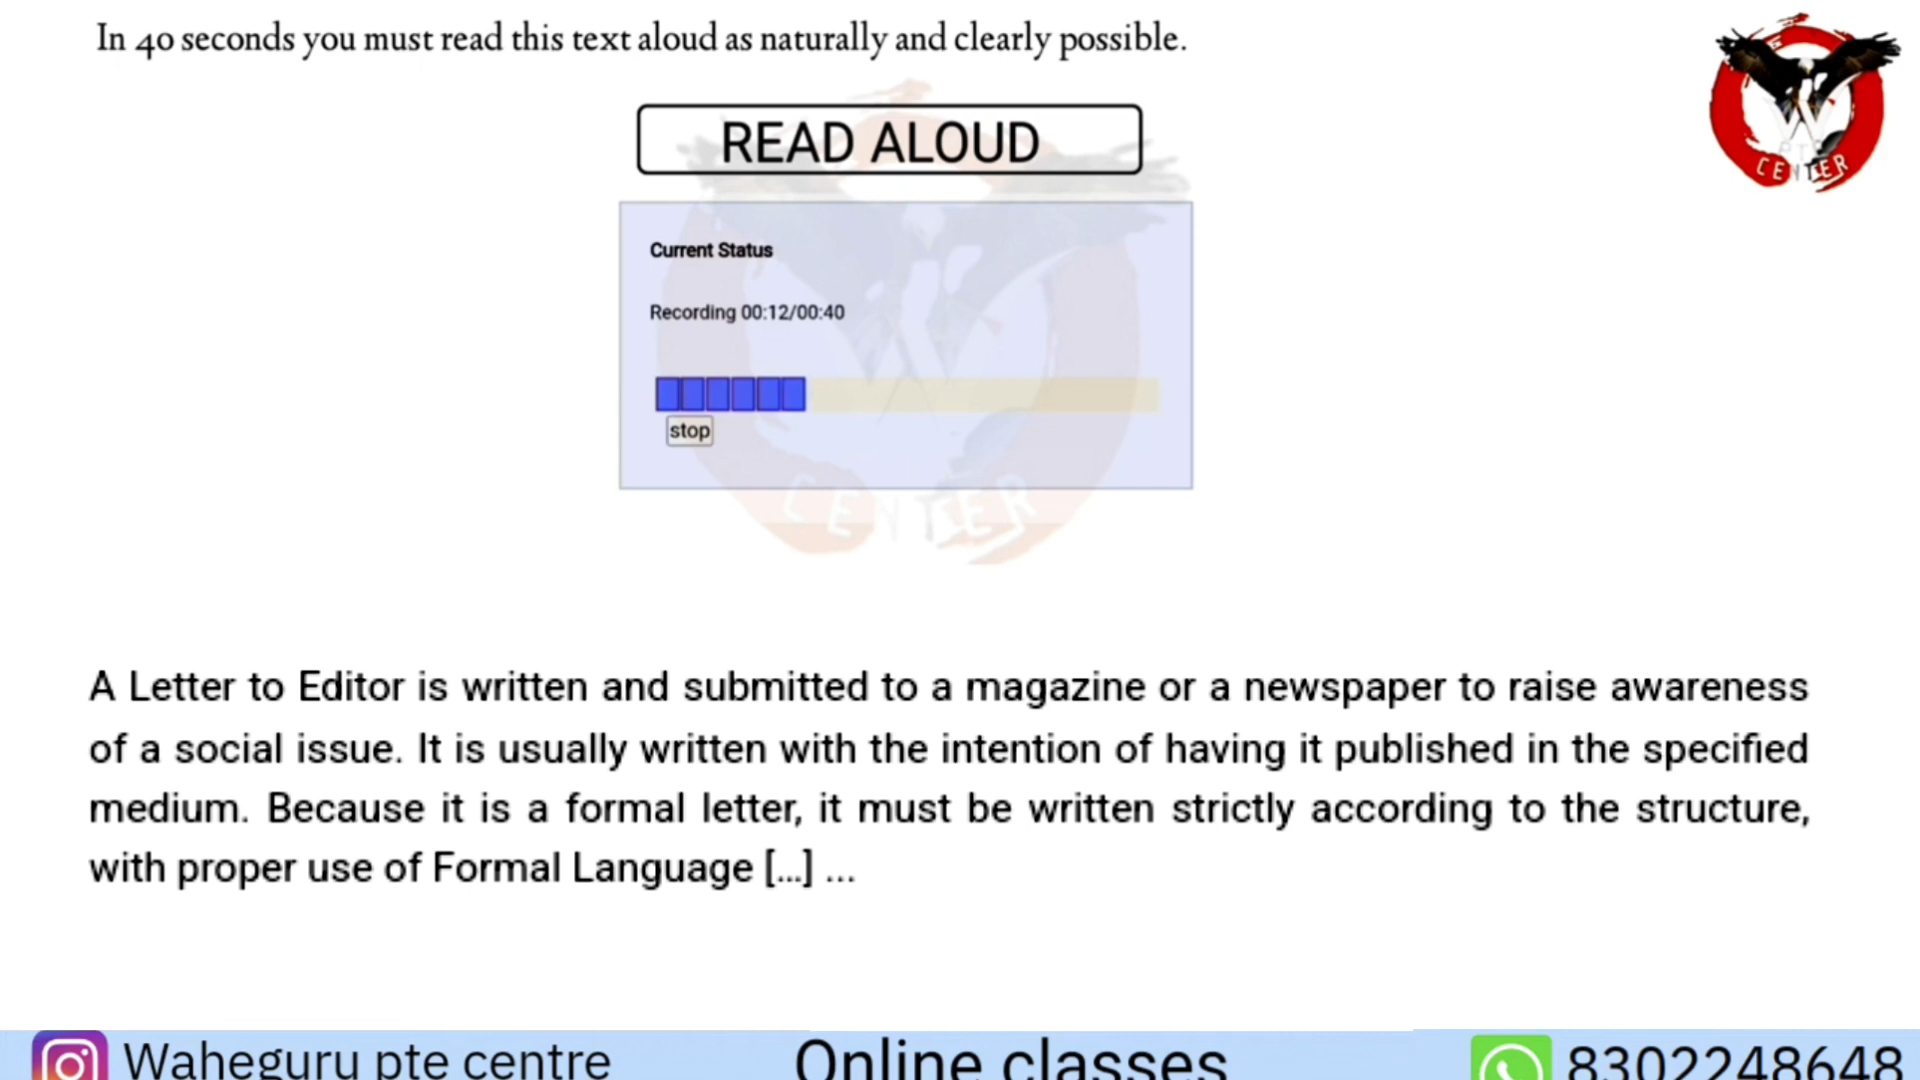 In 40 seconds you must read this text aloud as naturally and clearly possible.
READ ALOUD
PTE
CENTER
Current Status
Recording 00:12/00:40
stop
CENTER
A Letter to Editor is written and submitted to a magazine or a newspaper to raise awareness
of a social issue. It is usually written with the intention of having it published in the specified
medium. Because it is a formal letter, it must be written strictly according to the structure,
with proper use of Formal Language [...] ...
Waheguru pte centre
Online classes
8302248648